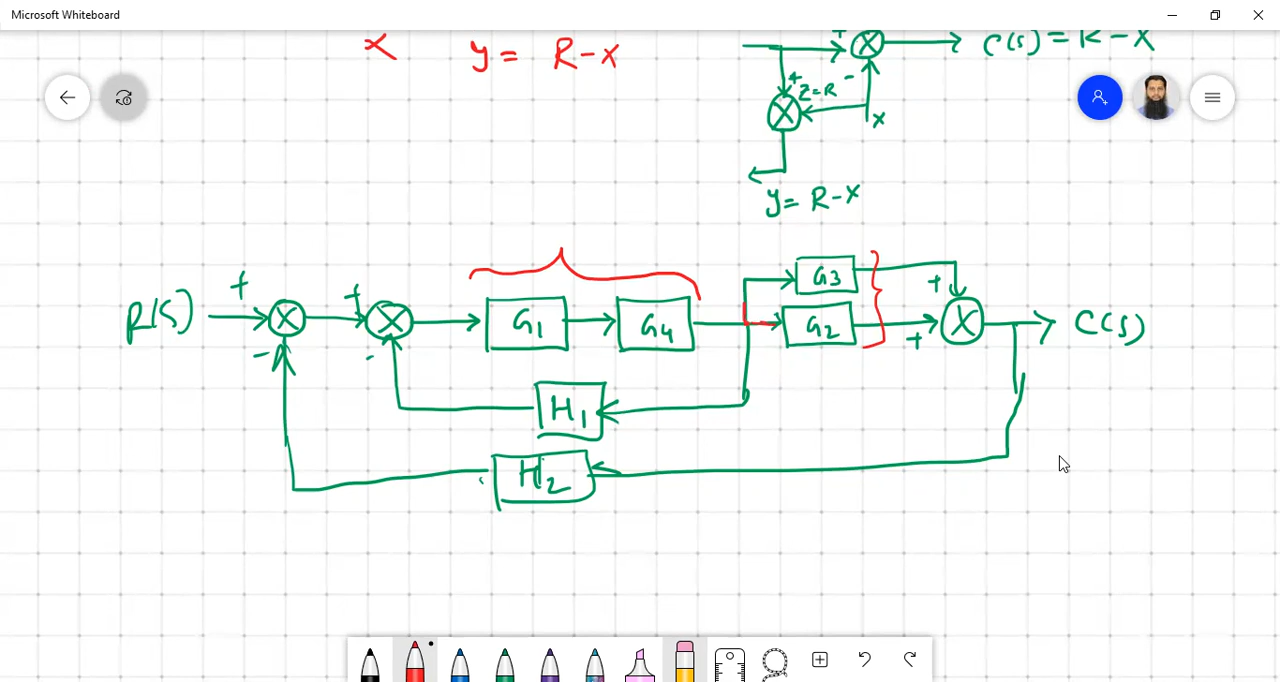 Microsoft Whiteboard
x y = R - x
+ C(s) = R - X
+ Z=R -
x
y = R - X
R(s) + + G1 G4 G3 G2 + + C(s)
- -
H1
H2